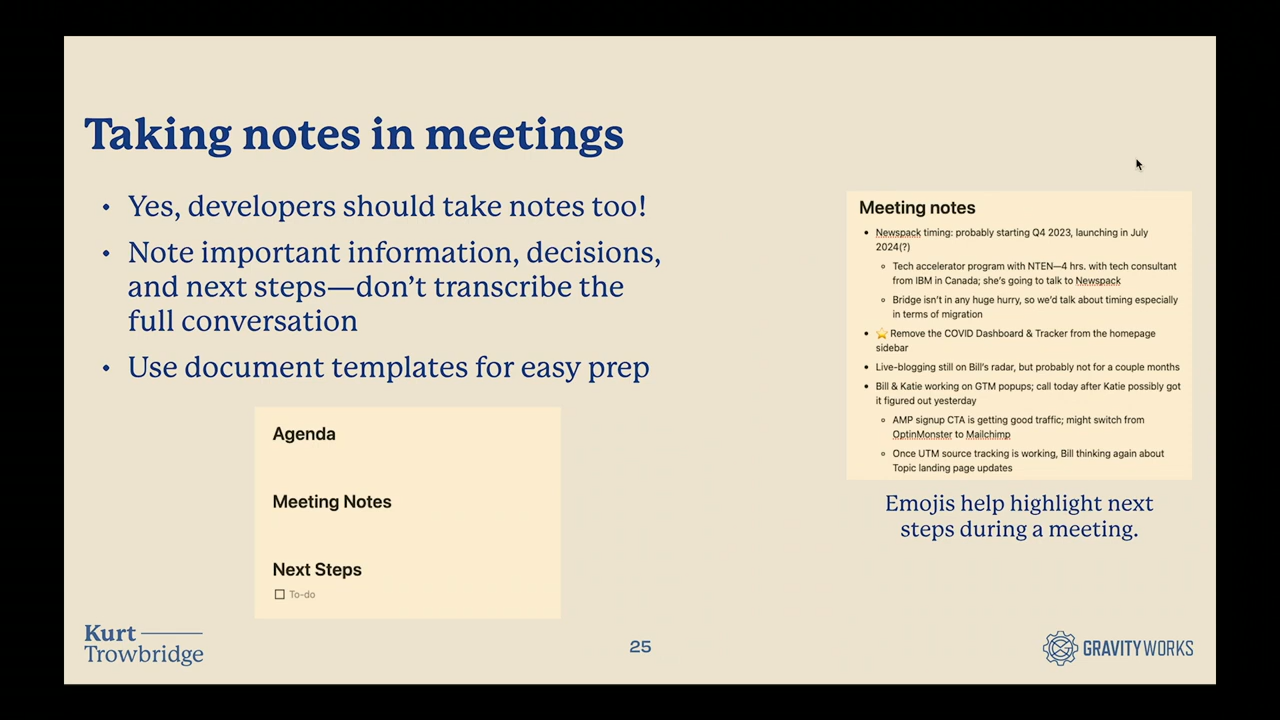 Taking notes in meetings
• Yes, developers should take notes too!
• Note important information, decisions,
and next steps—don’t transcribe the
full conversation
• Use document templates for easy prep
Agenda
Meeting Notes
Next Steps
To-do
Meeting notes
• Newspack timing: probably starting Q4 2023, launching in July
2024(?)
◦ Tech accelerator program with NTEN—4 hrs. with tech consultant
from IBM in Canada; she’s going to talk to Newspack
◦ Bridge isn’t in any huge hurry, so we’d talk about timing especially
in terms of migration
• ⭐ Remove the COVID Dashboard & Tracker from the homepage
sidebar
• Live-blogging still on Bill’s radar, but probably not for a couple months
• Bill & Katie working on GTM popups; call today after Katie possibly got
it figured out yesterday
◦ AMP signup CTA is getting good traffic; might switch from
OptinMonster to Mailchimp
◦ Once UTM source tracking is working, Bill thinking again about
Topic landing page updates
Emojis help highlight next
steps during a meeting.
Kurt
Trowbridge
25
GRAVITYWORKS